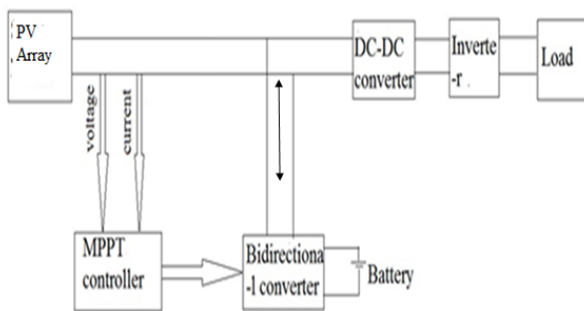 PV
Array
DC-DC
converter
Inverte
-r
Load
voltage
current
MPPT
controller
Bidirectiona
-l converter
Battery